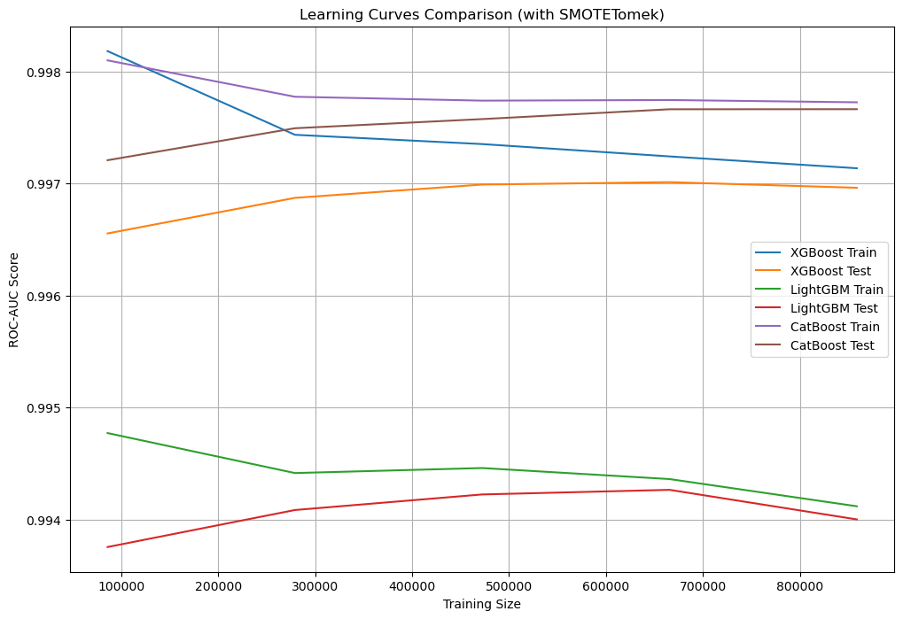 Learning Curves Comparison (with SMOTETomek)
ROC-AUC Score
0.998
0.997
0.996
0.995
0.994
XGBoost Train
XGBoost Test
LightGBM Train
LightGBM Test
CatBoost Train
CatBoost Test
100000 200000 300000 400000 500000 600000 700000 800000
Training Size